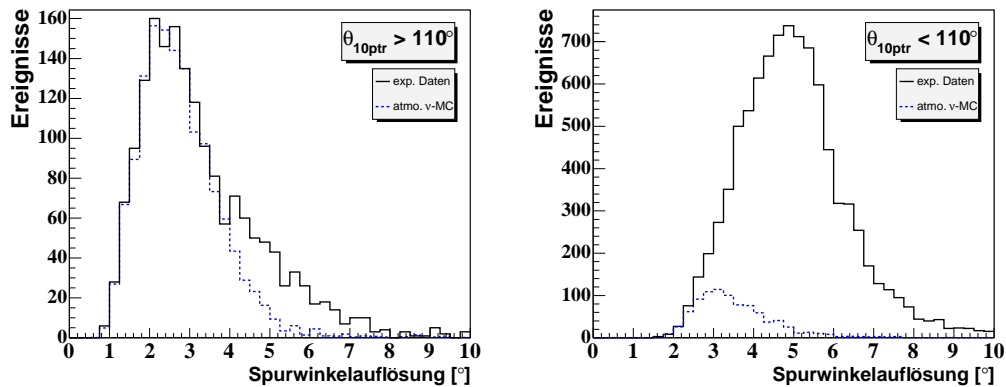 Ereignisse
160
140
120
100
80
60
40
20
0
θ10ptr > 110°
exp. Daten
atmo. ν-MC
0 1 2 3 4 5 6 7 8 9 10
Spurwinkelauflösung [°]
Ereignisse
700
600
500
400
300
200
100
0
θ10ptr < 110°
exp. Daten
atmo. ν-MC
0 1 2 3 4 5 6 7 8 9 10
Spurwinkelauflösung [°]